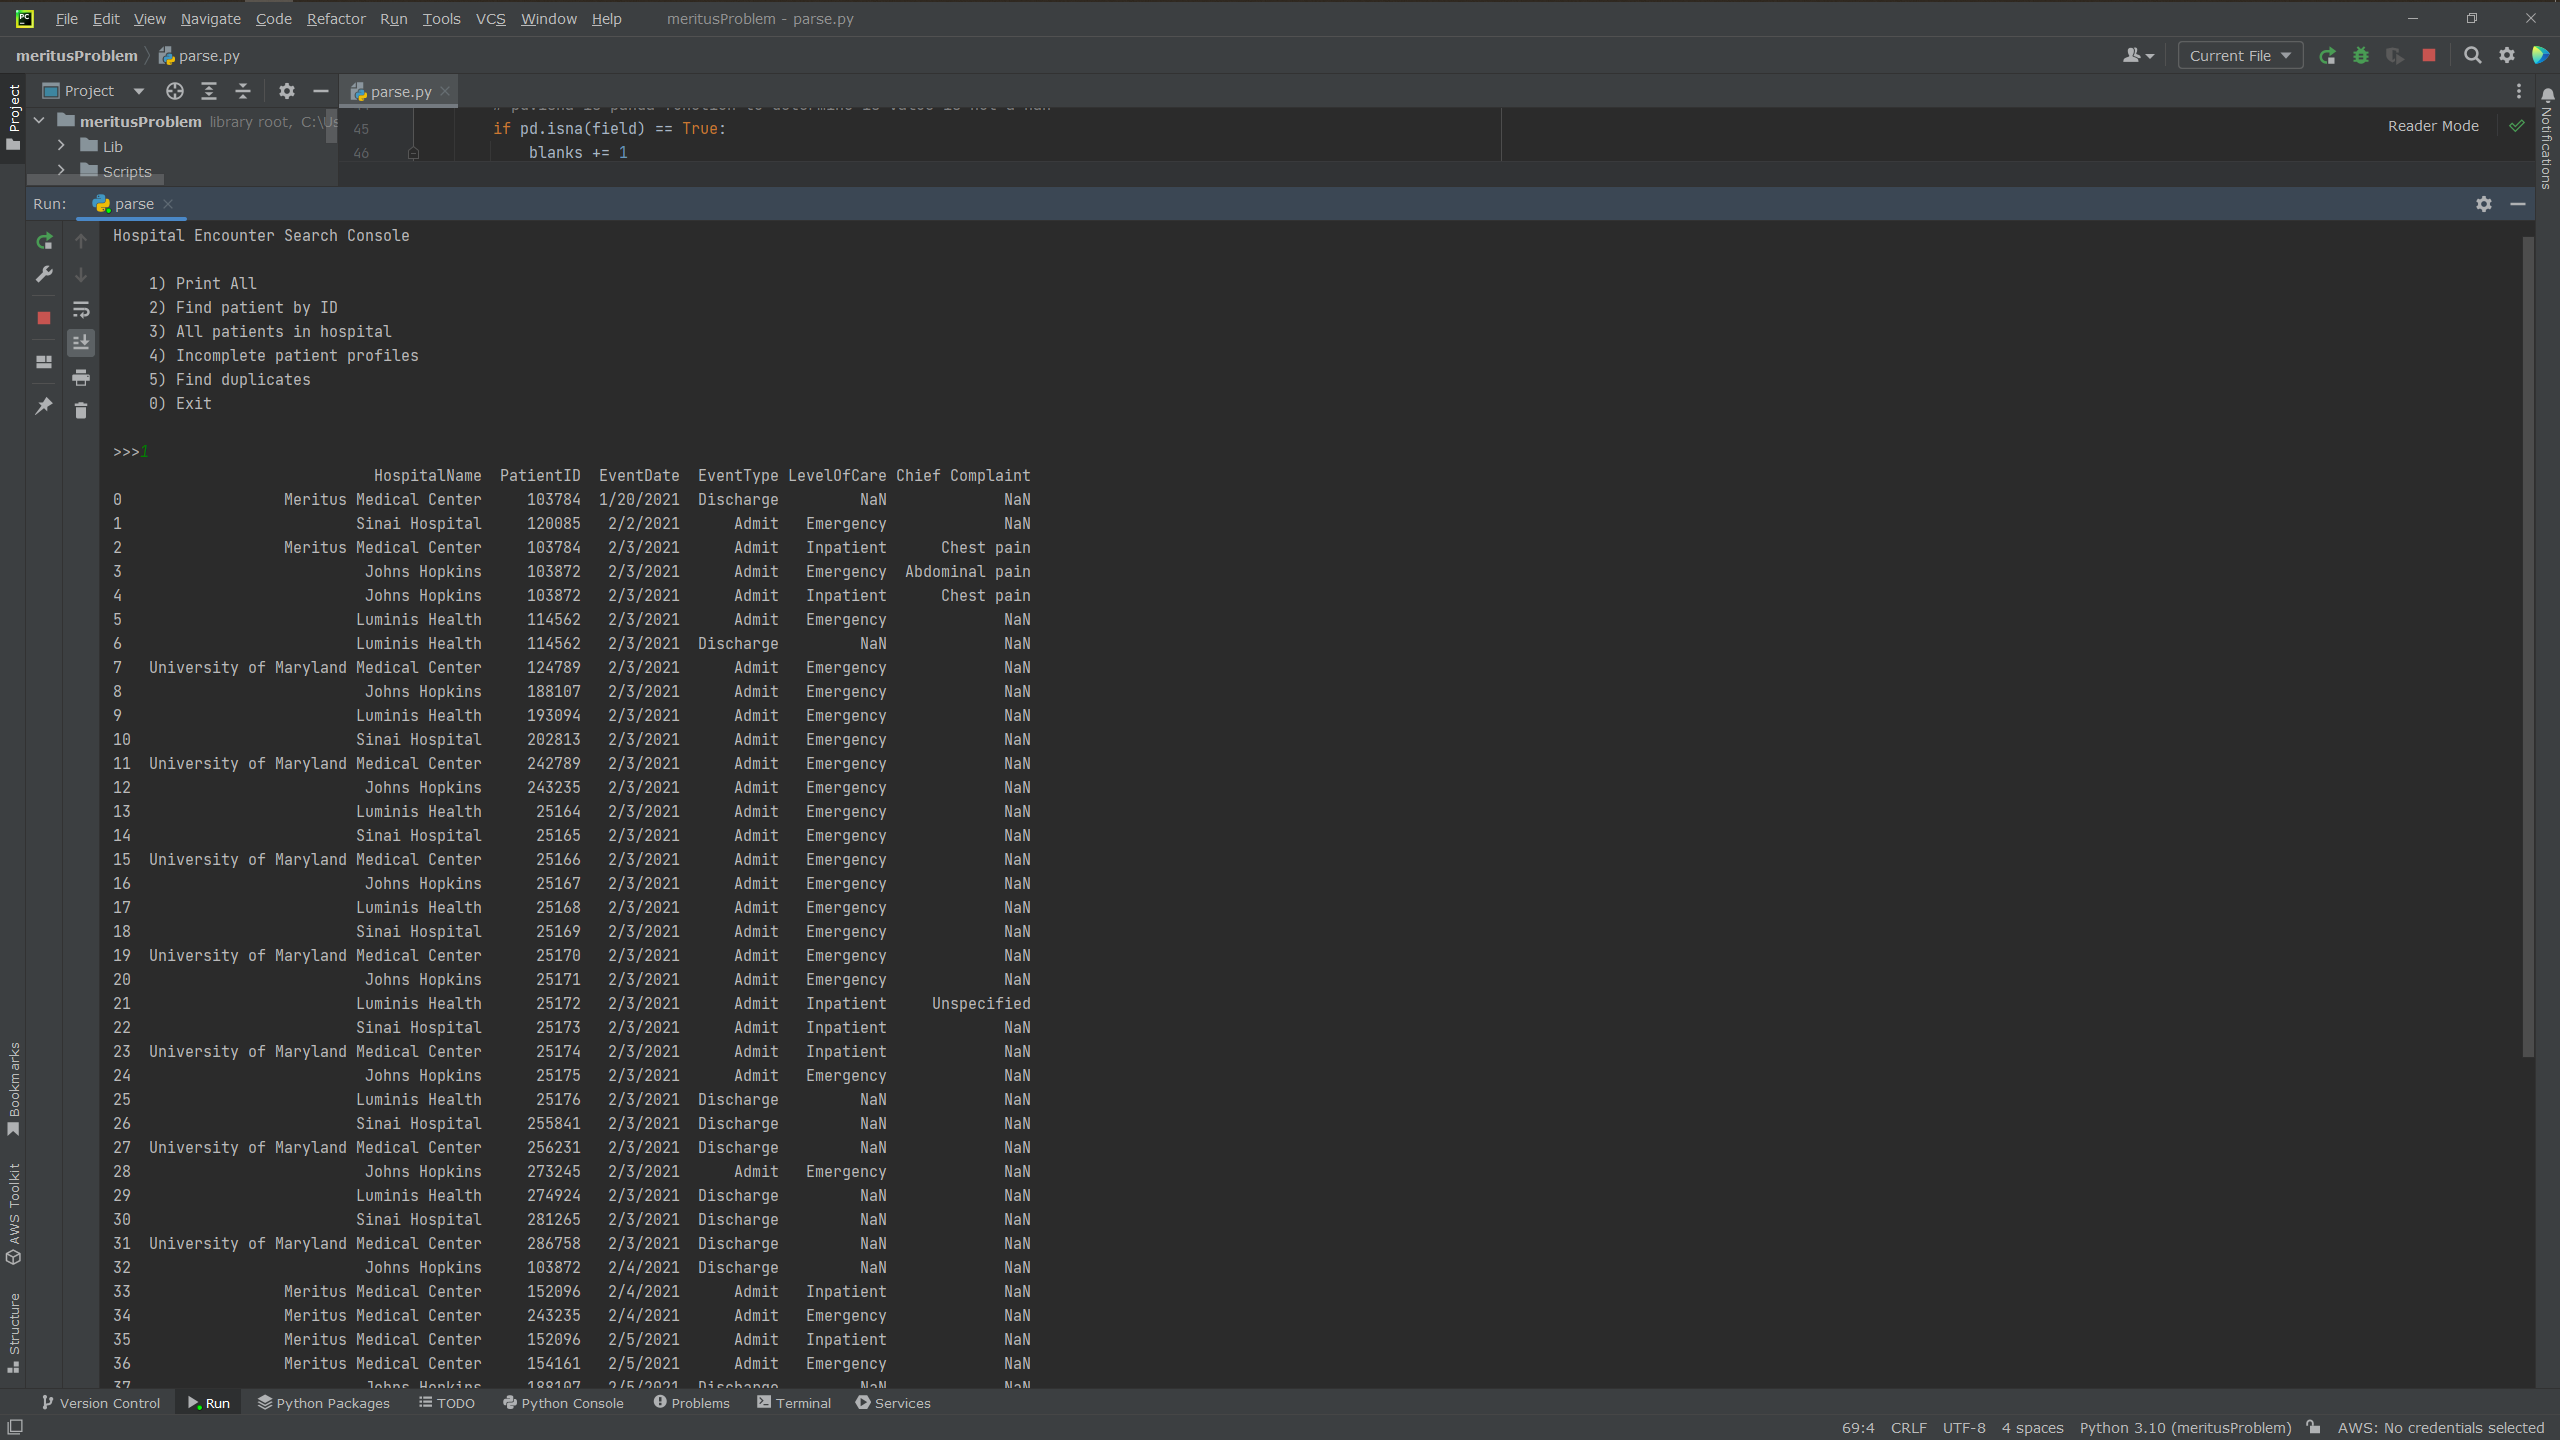 File Edit View Navigate Code Refactor Run Tools VCS Window Help meritusProblem - parse.py
meritusProblem parse.py Current File
Project parse.py
meritusProblem library root, C:\Us
Lib
Scripts
45 if pd.isna(field) == True:
46 blanks += 1
Reader Mode
Project
Notifications
Run: parse
Hospital Encounter Search Console
1) Print All
2) Find patient by ID
3) All patients in hospital
4) Incomplete patient profiles
5) Find duplicates
0) Exit
>>>1
HospitalName PatientID EventDate EventType LevelOfCare Chief Complaint
0 Meritus Medical Center 103784 1/20/2021 Discharge NaN NaN
1 Sinai Hospital 120085 2/2/2021 Admit Emergency NaN
2 Meritus Medical Center 103784 2/3/2021 Admit Inpatient Chest pain
3 Johns Hopkins 103872 2/3/2021 Admit Emergency Abdominal pain
4 Johns Hopkins 103872 2/3/2021 Admit Inpatient Chest pain
5 Luminis Health 114562 2/3/2021 Admit Emergency NaN
6 Luminis Health 114562 2/3/2021 Discharge NaN NaN
7 University of Maryland Medical Center 124789 2/3/2021 Admit Emergency NaN
8 Johns Hopkins 188107 2/3/2021 Admit Emergency NaN
9 Luminis Health 193094 2/3/2021 Admit Emergency NaN
10 Sinai Hospital 202813 2/3/2021 Admit Emergency NaN
11 University of Maryland Medical Center 242789 2/3/2021 Admit Emergency NaN
12 Johns Hopkins 243235 2/3/2021 Admit Emergency NaN
13 Luminis Health 25164 2/3/2021 Admit Emergency NaN
14 Sinai Hospital 25165 2/3/2021 Admit Emergency NaN
15 University of Maryland Medical Center 25166 2/3/2021 Admit Emergency NaN
16 Johns Hopkins 25167 2/3/2021 Admit Emergency NaN
17 Luminis Health 25168 2/3/2021 Admit Emergency NaN
18 Sinai Hospital 25169 2/3/2021 Admit Emergency NaN
19 University of Maryland Medical Center 25170 2/3/2021 Admit Emergency NaN
20 Johns Hopkins 25171 2/3/2021 Admit Emergency NaN
21 Luminis Health 25172 2/3/2021 Admit Inpatient Unspecified
22 Sinai Hospital 25173 2/3/2021 Admit Inpatient NaN
23 University of Maryland Medical Center 25174 2/3/2021 Admit Inpatient NaN
24 Johns Hopkins 25175 2/3/2021 Admit Emergency NaN
25 Luminis Health 25176 2/3/2021 Discharge NaN NaN
26 Sinai Hospital 255841 2/3/2021 Discharge NaN NaN
27 University of Maryland Medical Center 256231 2/3/2021 Discharge NaN NaN
28 Johns Hopkins 273245 2/3/2021 Admit Emergency NaN
29 Luminis Health 274924 2/3/2021 Discharge NaN NaN
30 Sinai Hospital 281265 2/3/2021 Discharge NaN NaN
31 University of Maryland Medical Center 286758 2/3/2021 Discharge NaN NaN
32 Johns Hopkins 103872 2/4/2021 Discharge NaN NaN
33 Meritus Medical Center 152096 2/4/2021 Admit Inpatient NaN
34 Meritus Medical Center 243235 2/4/2021 Admit Emergency NaN
35 Meritus Medical Center 152096 2/5/2021 Admit Inpatient NaN
36 Meritus Medical Center 154161 2/5/2021 Admit Emergency NaN
37 Johns Hopkins 188107 2/5/2021 Discharge NaN NaN
Bookmarks
AWS Toolkit
Structure
Version Control Run Python Packages TODO Python Console Problems Terminal Services
69:4 CRLF UTF-8 4 spaces Python 3.10 (meritusProblem) AWS: No credentials selected